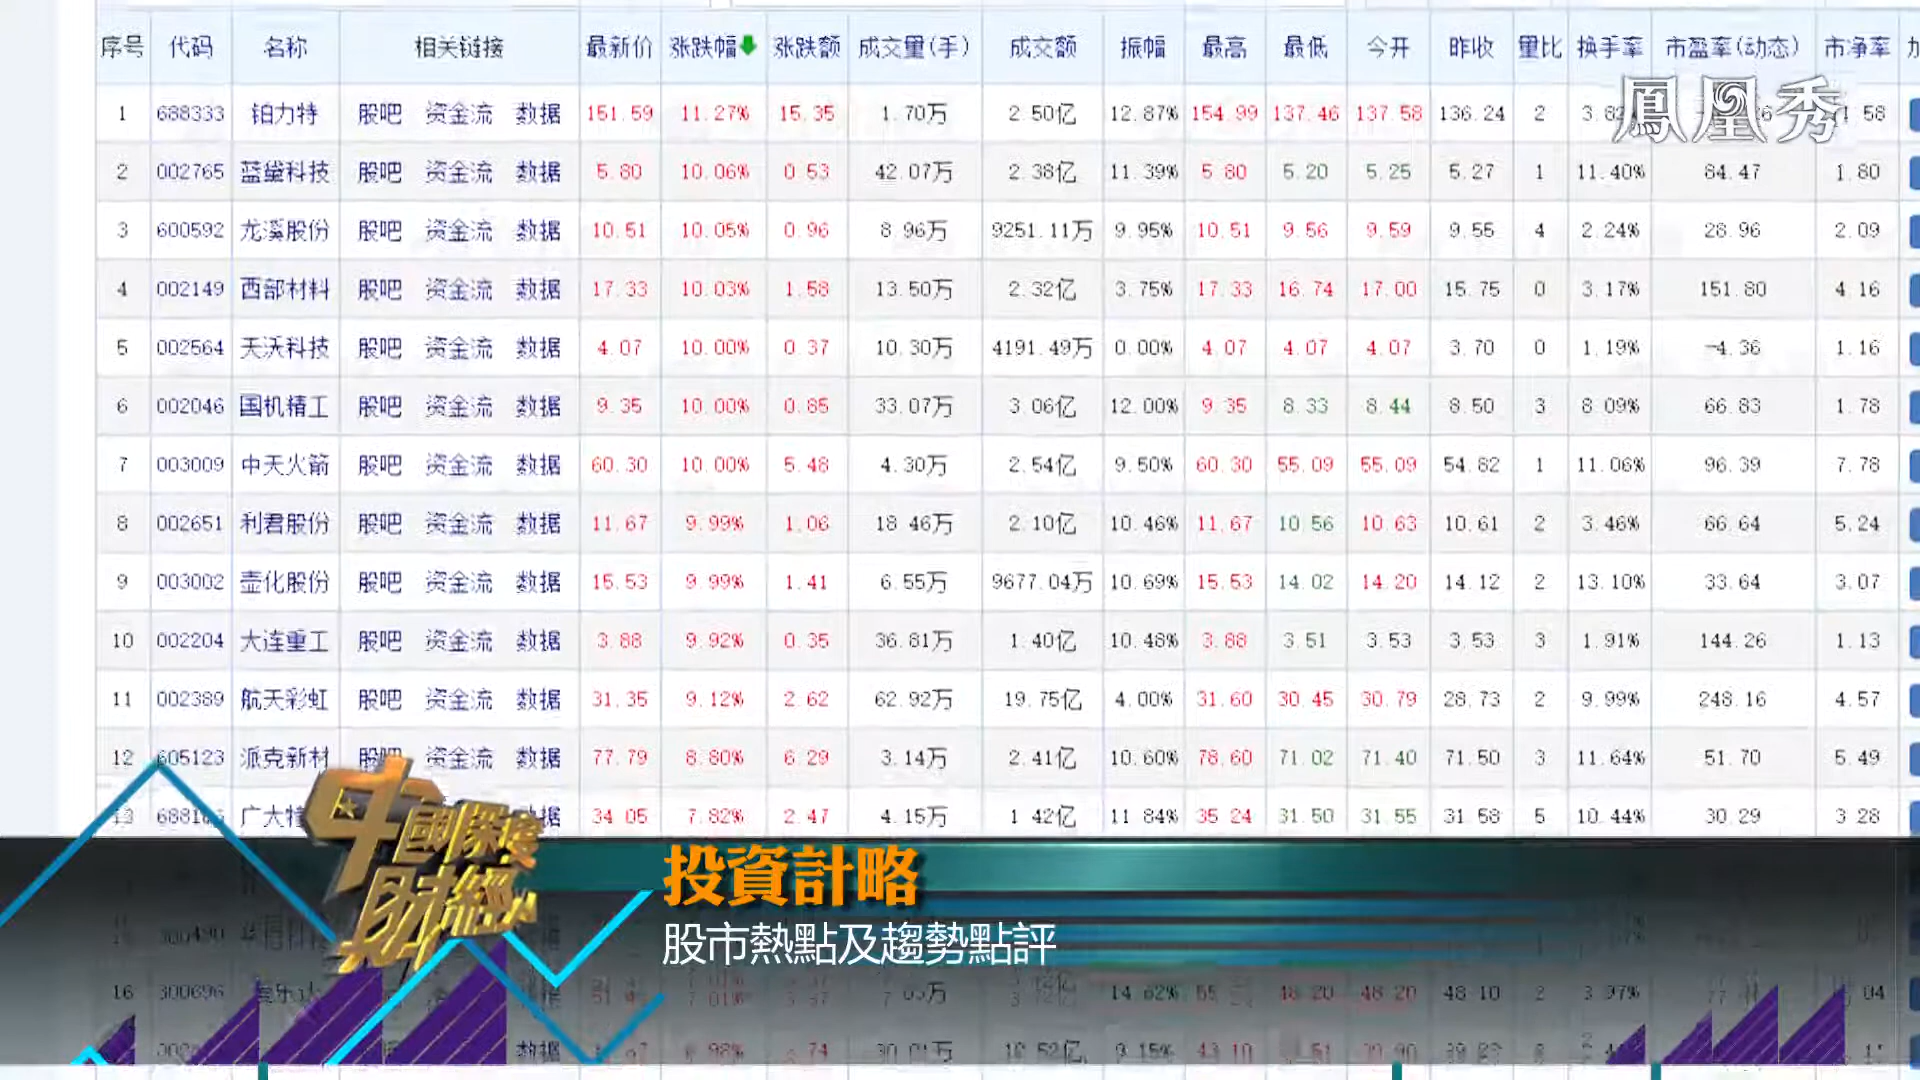 序号 代码 名称 相关链接 最新价 涨跌幅 涨跌额 成交量(手) 成交额 振幅 最高 最低 今开 昨收 量比 换手率 市盈率(动态) 市净率
鳳凰秀
1 688333 铂力特 股吧 资金流 数据 151.59 11.27% 15.35 1.70万 2.50亿 12.87% 154.99 137.46 137.58 136.24 2
2 002765 蓝黛科技 股吧 资金流 数据 5.80 10.06% 0.53 42.07万 2.38亿 11.39% 5.80 5.20 5.25 5.27 1 11.40% 84.47 1.80
3 600592 龙溪股份 股吧 资金流 数据 10.51 10.05% 0.96 8.96万 9251.11万 9.95% 10.51 9.56 9.59 9.55 4 2.24% 28.96 2.09
4 002149 西部材料 股吧 资金流 数据 17.33 10.03% 1.58 13.50万 2.32亿 3.75% 17.33 16.74 17.00 15.75 0 3.17% 151.80 4.16
5 002564 天沃科技 股吧 资金流 数据 4.07 10.00% 0.37 10.30万 4191.49万 0.00% 4.07 4.07 4.07 3.70 0 1.19% -4.36 1.16
6 002046 国机精工 股吧 资金流 数据 9.35 10.00% 0.85 33.07万 3.06亿 12.00% 9.35 8.33 8.44 8.50 3 8.09% 66.83 1.78
7 003009 中天火箭 股吧 资金流 数据 60.30 10.00% 5.48 4.30万 2.54亿 9.50% 60.30 55.09 55.09 54.82 1 11.06% 96.39 7.78
8 002651 利君股份 股吧 资金流 数据 11.67 9.99% 1.06 18.46万 2.10亿 10.46% 11.67 10.56 10.63 10.61 2 3.46% 66.64 5.24
9 003002 壶化股份 股吧 资金流 数据 15.53 9.99% 1.41 6.55万 9677.04万 10.69% 15.53 14.02 14.20 14.12 2 13.10% 33.64 3.07
10 002204 大连重工 股吧 资金流 数据 3.88 9.92% 0.35 36.81万 1.40亿 10.48% 3.88 3.51 3.53 3.53 3 1.91% 144.26 1.13
11 002389 航天彩虹 股吧 资金流 数据 31.35 9.12% 2.62 62.92万 19.75亿 4.00% 31.60 30.45 30.79 28.73 2 9.99% 248.16 4.57
12 605123 派克新材 股吧 资金流 数据 77.79 8.80% 6.29 3.14万 2.41亿 10.60% 78.60 71.02 71.40 71.50 3 11.64% 51.70 5.49
13 广大特 34.05 7.82% 2.47 4.15万 1.42亿 11.84% 35.24 31.50 31.55 31.58 5 10.44% 30.29 3.28
中國深度財經
投資計略
股市熱點及趨勢點評
16 300696 14.62% 48.20 48.20 48.10 2 3.97%